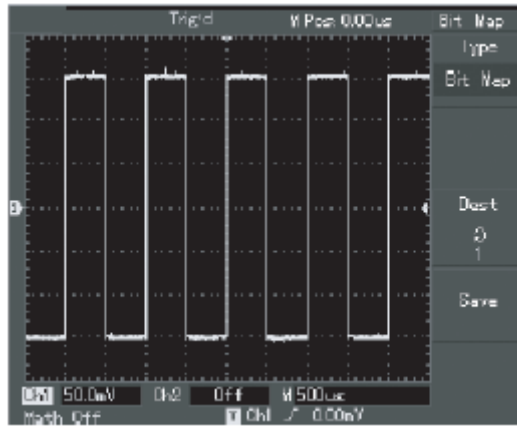 Trig'd M Pos: 0.00us Bit Map
Type
Bit Map
Dest
1
Save
CH1 50.0mV Ch2 Off M 500us
Math Off T Ch1 0.00mV